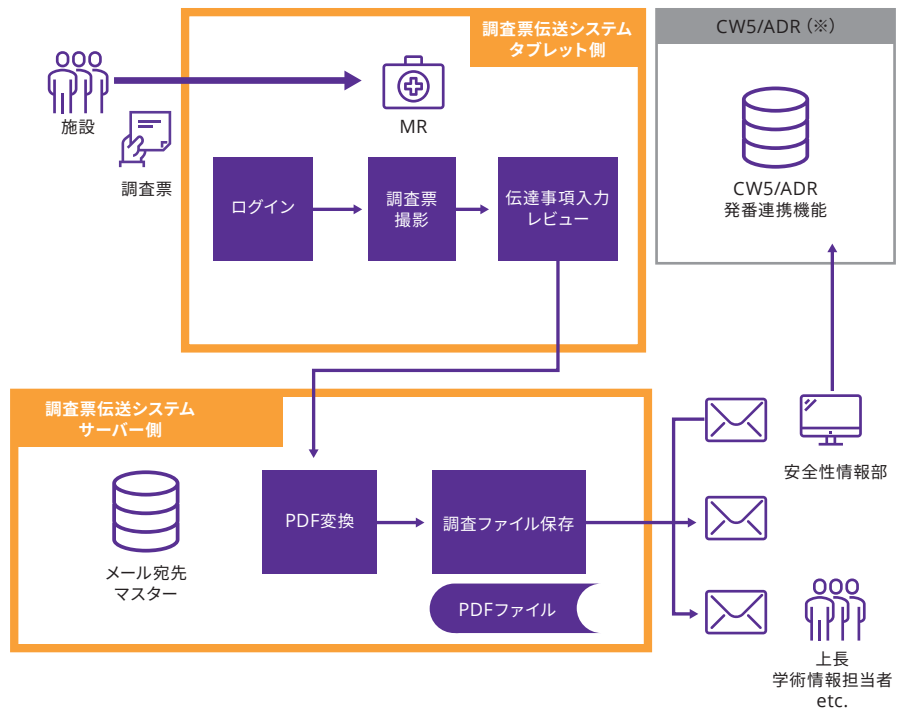 調査票伝送システム
タブレット側
CW5/ADR（※）
施設
調査票
MR
ログイン
調査票
撮影
伝達事項入力
レビュー
CW5/ADR
発番連携機能
調査票伝送システム
サーバー側
メール宛先
マスター
PDF変換
調査ファイル保存
PDFファイル
安全性情報部
上長
学術情報担当者
etc.